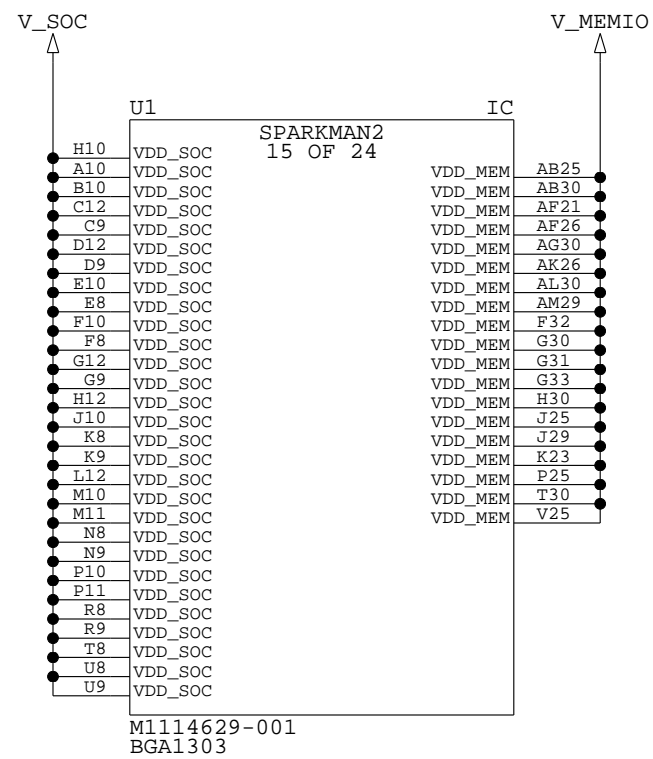 V_SOC V_MEMIO
U1 IC
SPARKMAN2
15 OF 24
H10 VDD_SOC
A10 VDD_SOC VDD_MEM AB25
B10 VDD_SOC VDD_MEM AB30
C12 VDD_SOC VDD_MEM AF21
C9 VDD_SOC VDD_MEM AF26
D12 VDD_SOC VDD_MEM AG30
D9 VDD_SOC VDD_MEM AK26
E10 VDD_SOC VDD_MEM AL30
E8 VDD_SOC VDD_MEM AM29
F10 VDD_SOC VDD_MEM F32
F8 VDD_SOC VDD_MEM G30
G12 VDD_SOC VDD_MEM G31
G9 VDD_SOC VDD_MEM G33
H12 VDD_SOC VDD_MEM H30
J10 VDD_SOC VDD_MEM J25
K8 VDD_SOC VDD_MEM J29
K9 VDD_SOC VDD_MEM K23
L12 VDD_SOC VDD_MEM P25
M10 VDD_SOC VDD_MEM T30
M11 VDD_SOC VDD_MEM V25
N8 VDD_SOC
N9 VDD_SOC
P10 VDD_SOC
P11 VDD_SOC
R8 VDD_SOC
R9 VDD_SOC
T8 VDD_SOC
U8 VDD_SOC
U9 VDD_SOC
M1114629-001
BGA1303